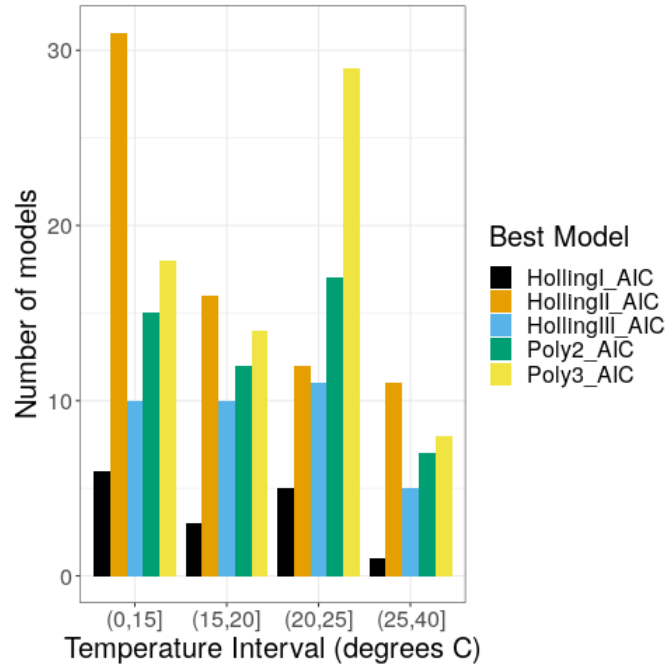 Number of models
30
20
10
0
(0,15]
(15,20]
(20,25]
(25,40]
Temperature Interval (degrees C)
Best Model
HollingI_AIC
HollingII_AIC
HollingIII_AIC
Poly2_AIC
Poly3_AIC